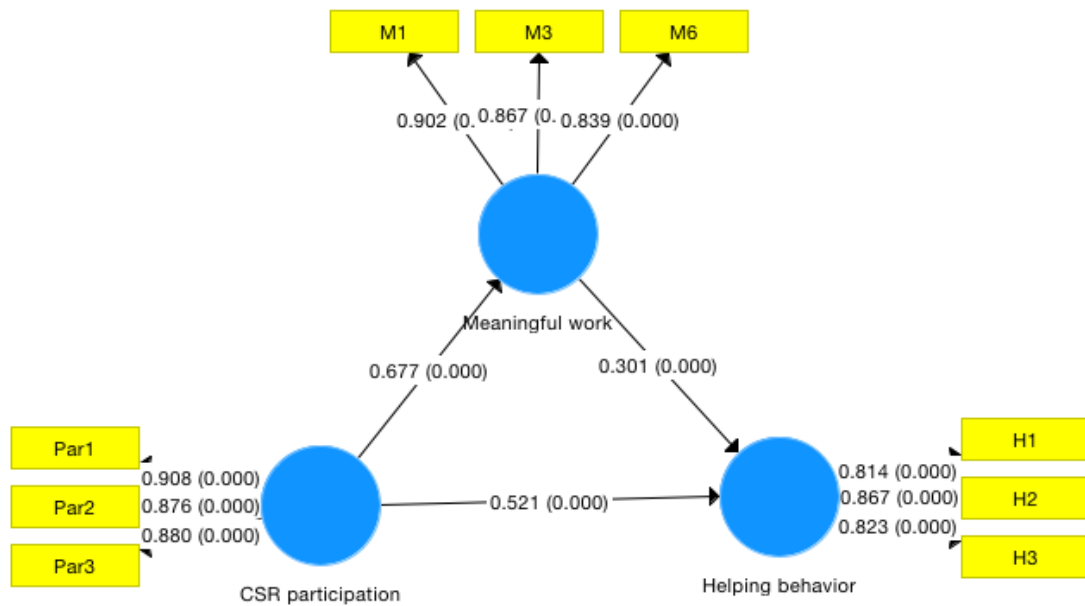 M1 M3 M6
0.902 (0. 0.867 (0. 0.839 (0.000)
Meaningful work
0.677 (0.000)
0.301 (0.000)
Par1
Par2
Par3
0.908 (0.000)
0.876 (0.000)
0.880 (0.000)
CSR participation
0.521 (0.000)
0.814 (0.000)
0.867 (0.000)
0.823 (0.000)
H1
H2
H3
Helping behavior